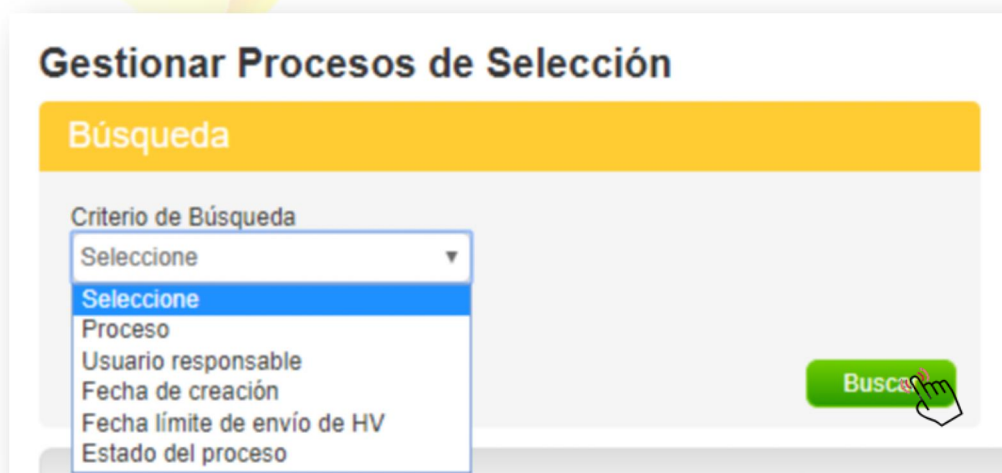 Gestionar Procesos de Selección
Búsqueda
Criterio de Búsqueda
Seleccione
Seleccione
Proceso
Usuario responsable
Fecha de creación
Fecha límite de envío de HV
Estado del proceso
Buscar